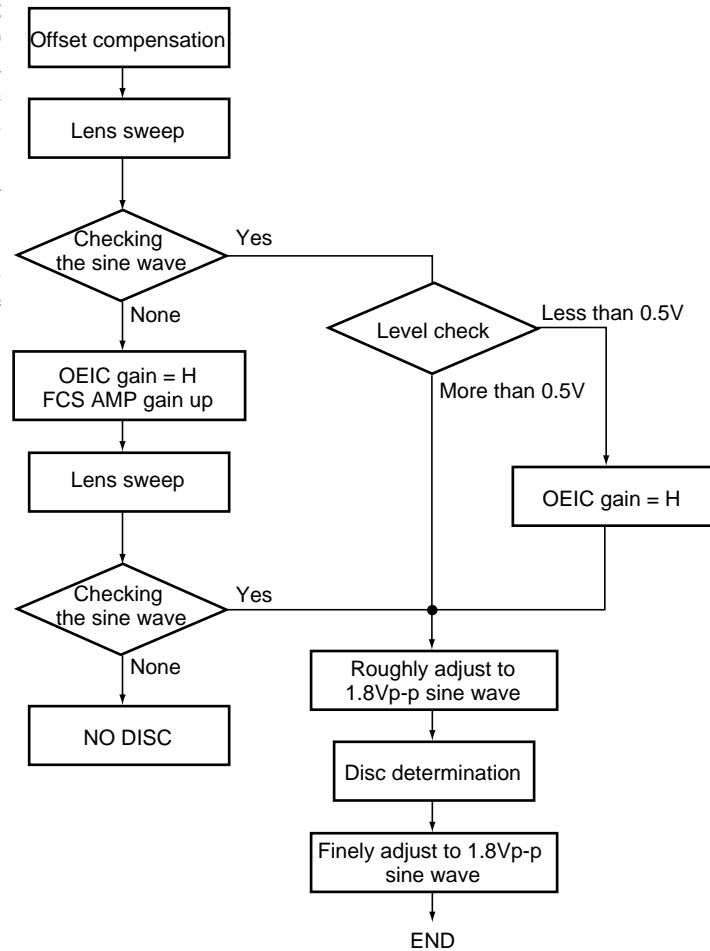 Offset compensation
Lens sweep
Checking
the sine wave
Yes
None
Level check
Less than 0.5V
More than 0.5V
OEIC gain = H
FCS AMP gain up
Lens sweep
OEIC gain = H
Checking
the sine wave
Yes
None
NO DISC
Roughly adjust to
1.8Vp-p sine wave
Disc determination
Finely adjust to 1.8Vp-p
sine wave
END